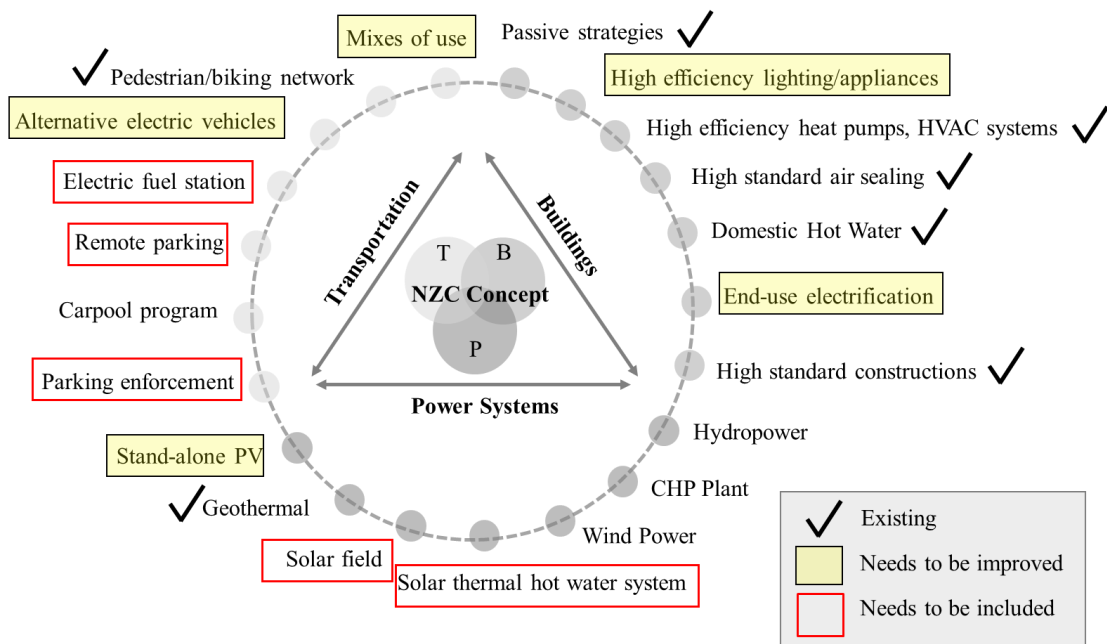 Mixes of use
Passive strategies
Pedestrian/biking network
High efficiency lighting/appliances
Alternative electric vehicles
High efficiency heat pumps, HVAC systems
Electric fuel station
High standard air sealing
Remote parking
Domestic Hot Water
Transportation
Buildings
T
B
NZC Concept
P
End-use electrification
Carpool program
Parking enforcement
High standard constructions
Power Systems
Hydropower
Stand-alone PV
CHP Plant
Geothermal
Wind Power
Solar field
Solar thermal hot water system
Existing
Needs to be improved
Needs to be included